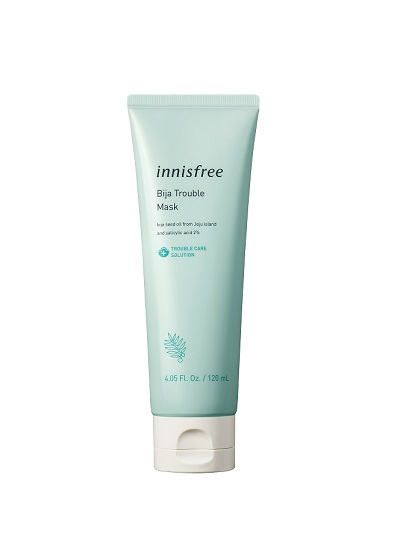 innisfree
Bija Trouble
Mask
bija seed oil from Jeju island
and salicylic acid 2%
TROUBLE CARE
SOLUTION
4.05 Fl. Oz. / 120 mL